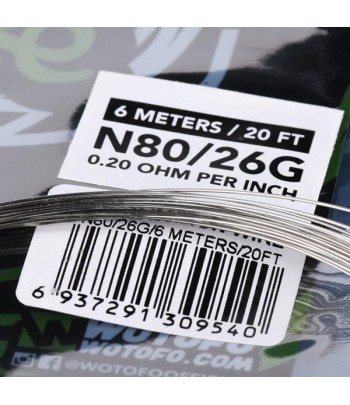 6 METERS / 20 FT
N80/26G
0.20 OHM PER INCH
WIRE
N80/26G/6 METERS/20FT
6 937291 309540
WOTOFO
WOTOFO.COM